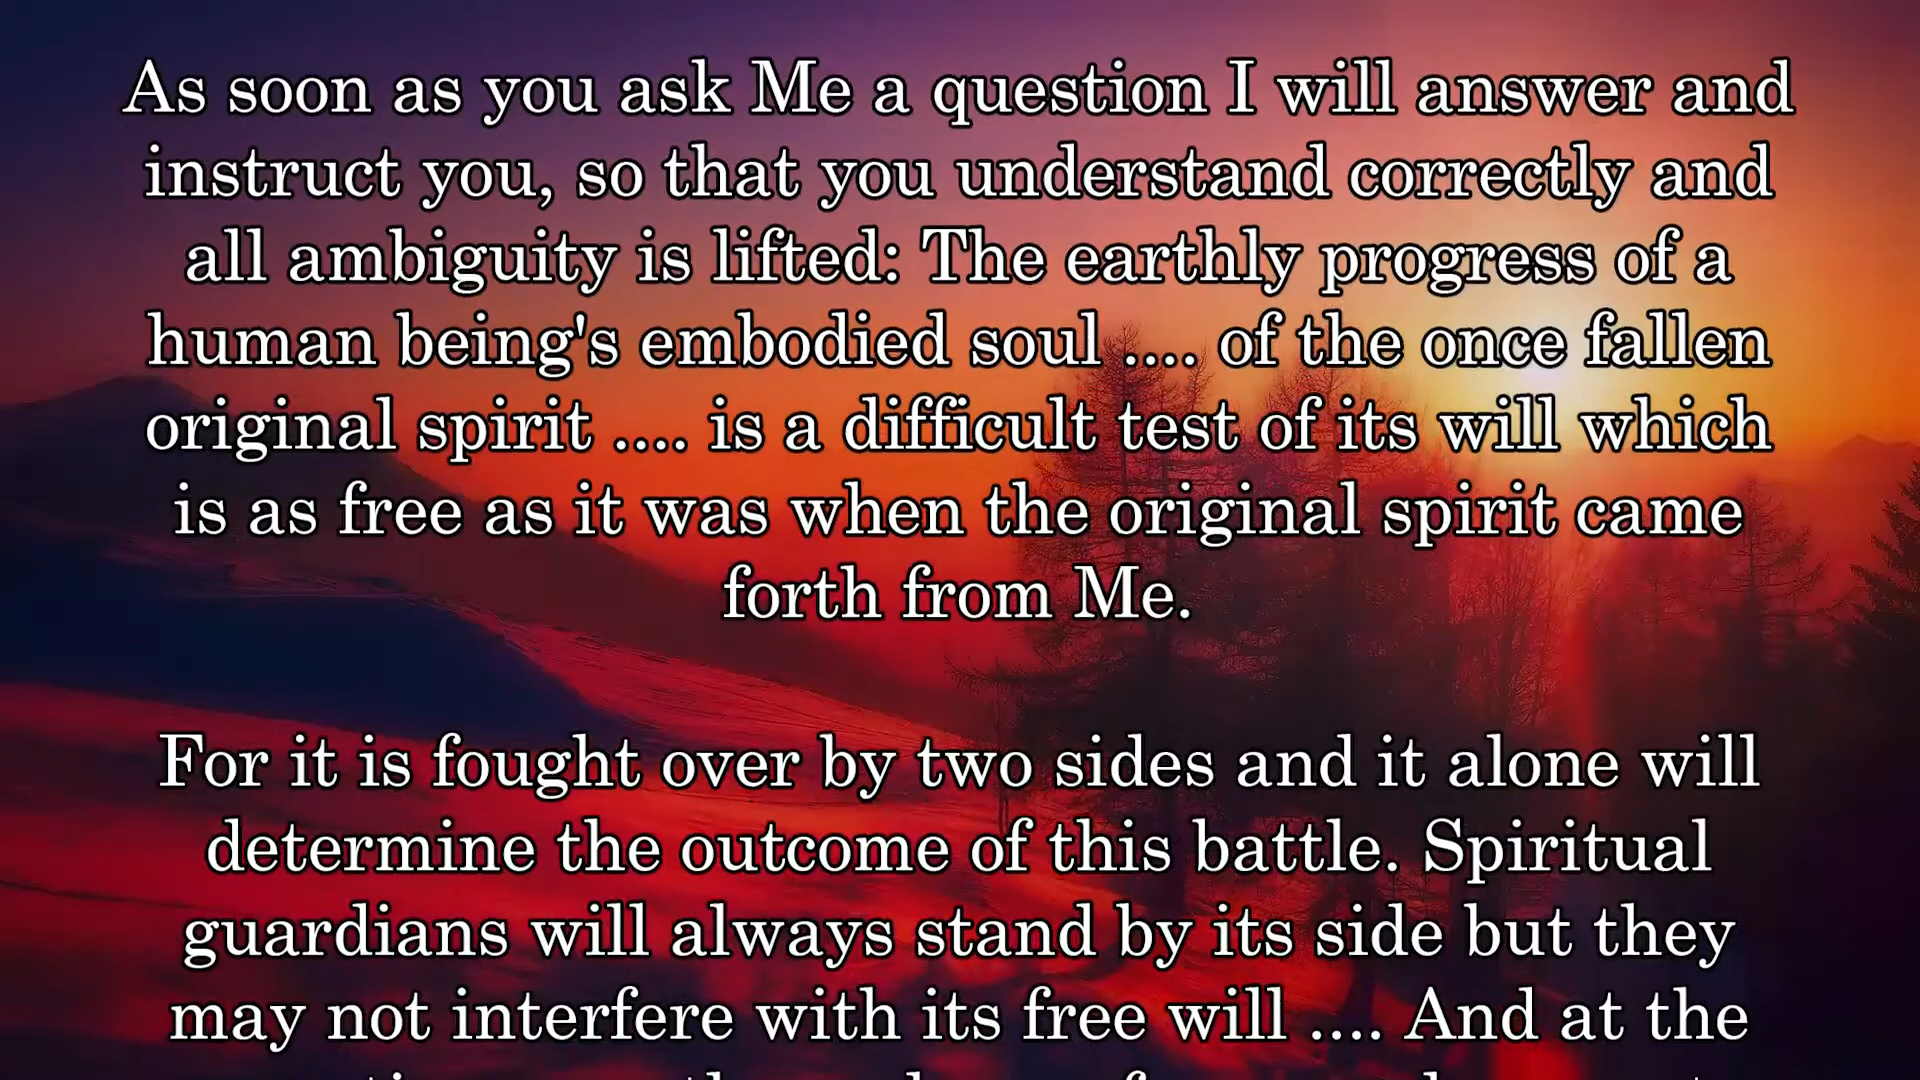 As soon as you ask Me a question I will answer and
instruct you, so that you understand correctly and
all ambiguity is lifted: The earthly progress of a
human being's embodied soul .... of the once fallen
original spirit .... is a difficult test of its will which
is as free as it was when the original spirit came
forth from Me.
For it is fought over by two sides and it alone will
determine the outcome of this battle. Spiritual
guardians will always stand by its side but they
may not interfere with its free will .... And at the